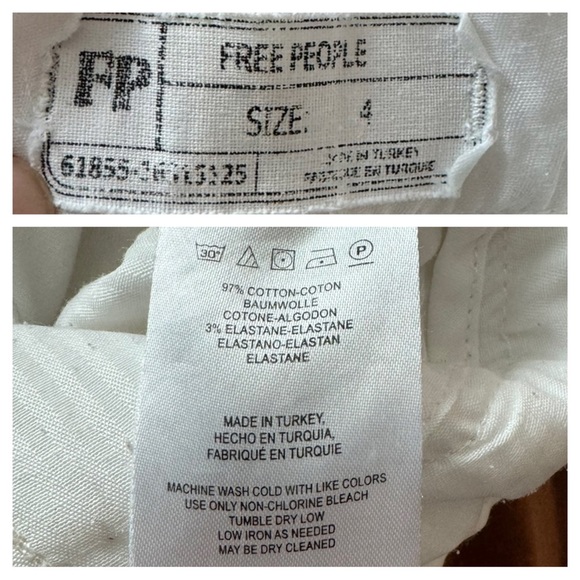 FP
FREE PEOPLE
SIZE: 4
MADE IN TURKEY
FABRIQUE EN TURQUIE
30°
P
97% COTTON-COTON
BAUMWOLLE
COTONE-ALGODON
3% ELASTANE-ELASTANE
ELASTANO-ELASTAN
ELASTANE
MADE IN TURKEY,
HECHO EN TURQUIA,
FABRIQUÉ EN TURQUIE
MACHINE WASH COLD WITH LIKE COLORS
USE ONLY NON-CHLORINE BLEACH
TUMBLE DRY LOW
LOW IRON AS NEEDED
MAY BE DRY CLEANED